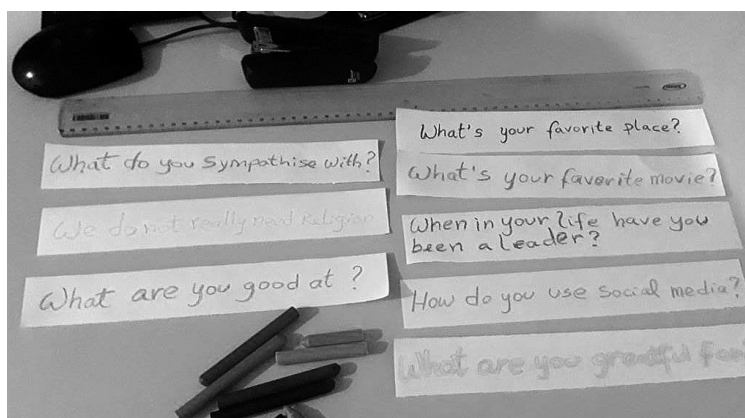 What do you sympathise with?
We do not really need Religion
What are you good at ?
What's your favorite place?
What's your favorite movie?
When in your life have you
been a leader?
How do you use social media?
What are you greatful for